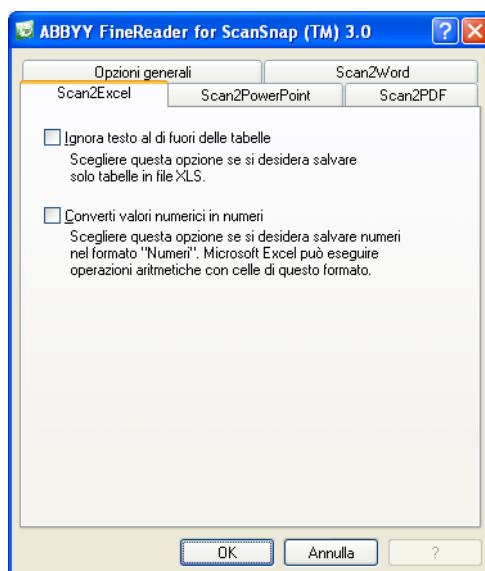 ABBYY FineReader for ScanSnap (TM) 3.0
Opzioni generali
Scan2Word
Scan2Excel
Scan2PowerPoint
Scan2PDF
Ignora testo al di fuori delle tabelle
Scegliere questa opzione se si desidera salvare
solo tabelle in file XLS.
Converti valori numerici in numeri
Scegliere questa opzione se si desidera salvare numeri
nel formato "Numeri". Microsoft Excel può eseguire
operazioni aritmetiche con celle di questo formato.
OK
Annulla
?